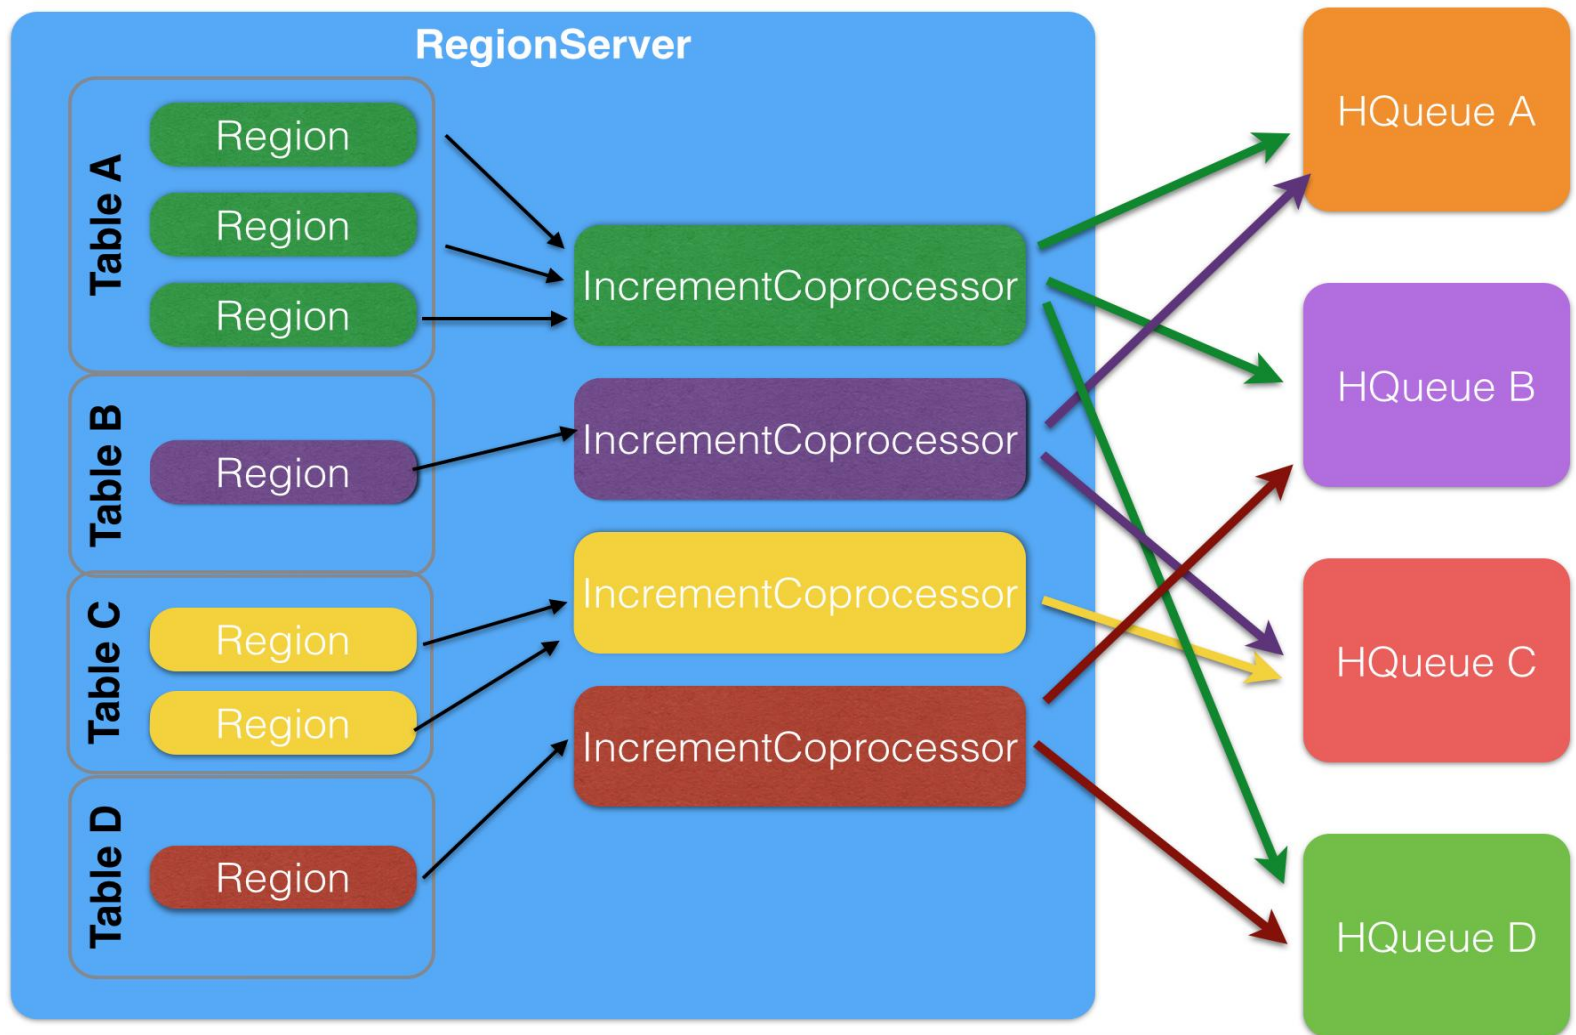 RegionServer
Table A
Region
Region
Region
Table B
Region
Table C
Region
Region
Table D
Region
IncrementCoprocessor
IncrementCoprocessor
IncrementCoprocessor
IncrementCoprocessor
HQueue A
HQueue B
HQueue C
HQueue D